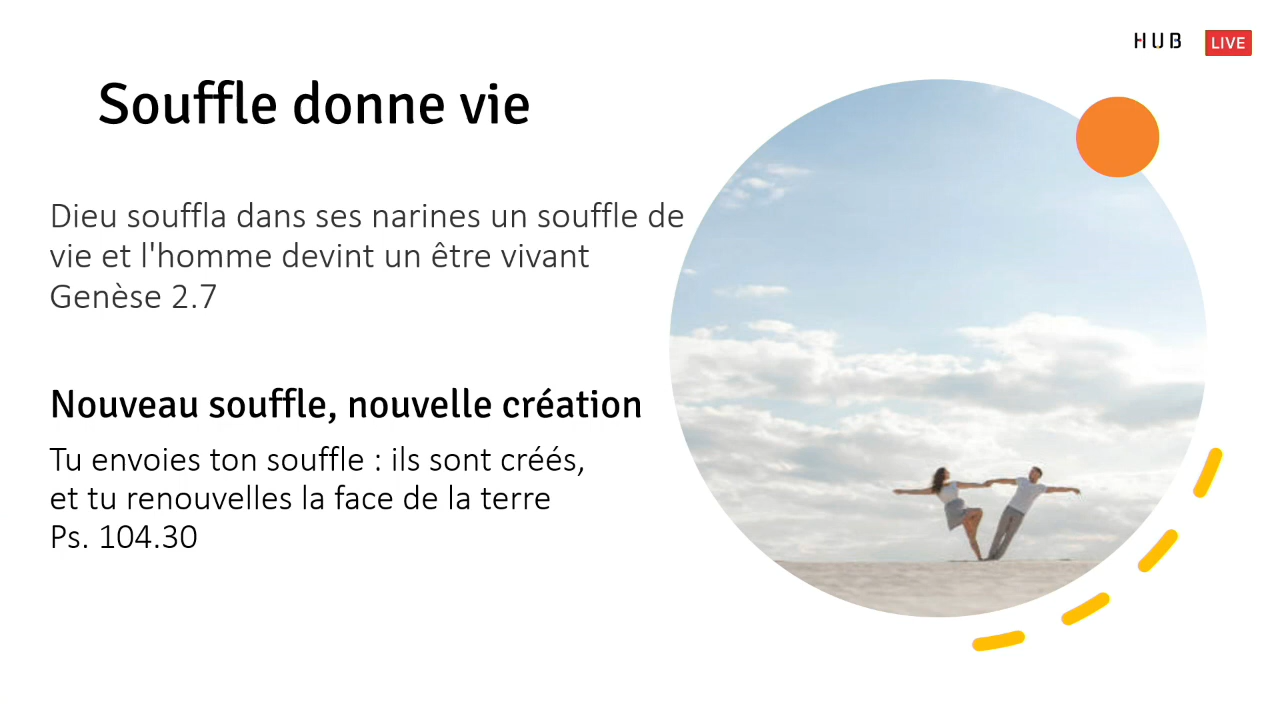 HUB LIVE
Souffle donne vie
Dieu souffla dans ses narines un souffle de
vie et l'homme devint un être vivant
Genèse 2.7
Nouveau souffle, nouvelle création
Tu envoies ton souffle : ils sont créés,
et tu renouvelles la face de la terre
Ps. 104.30